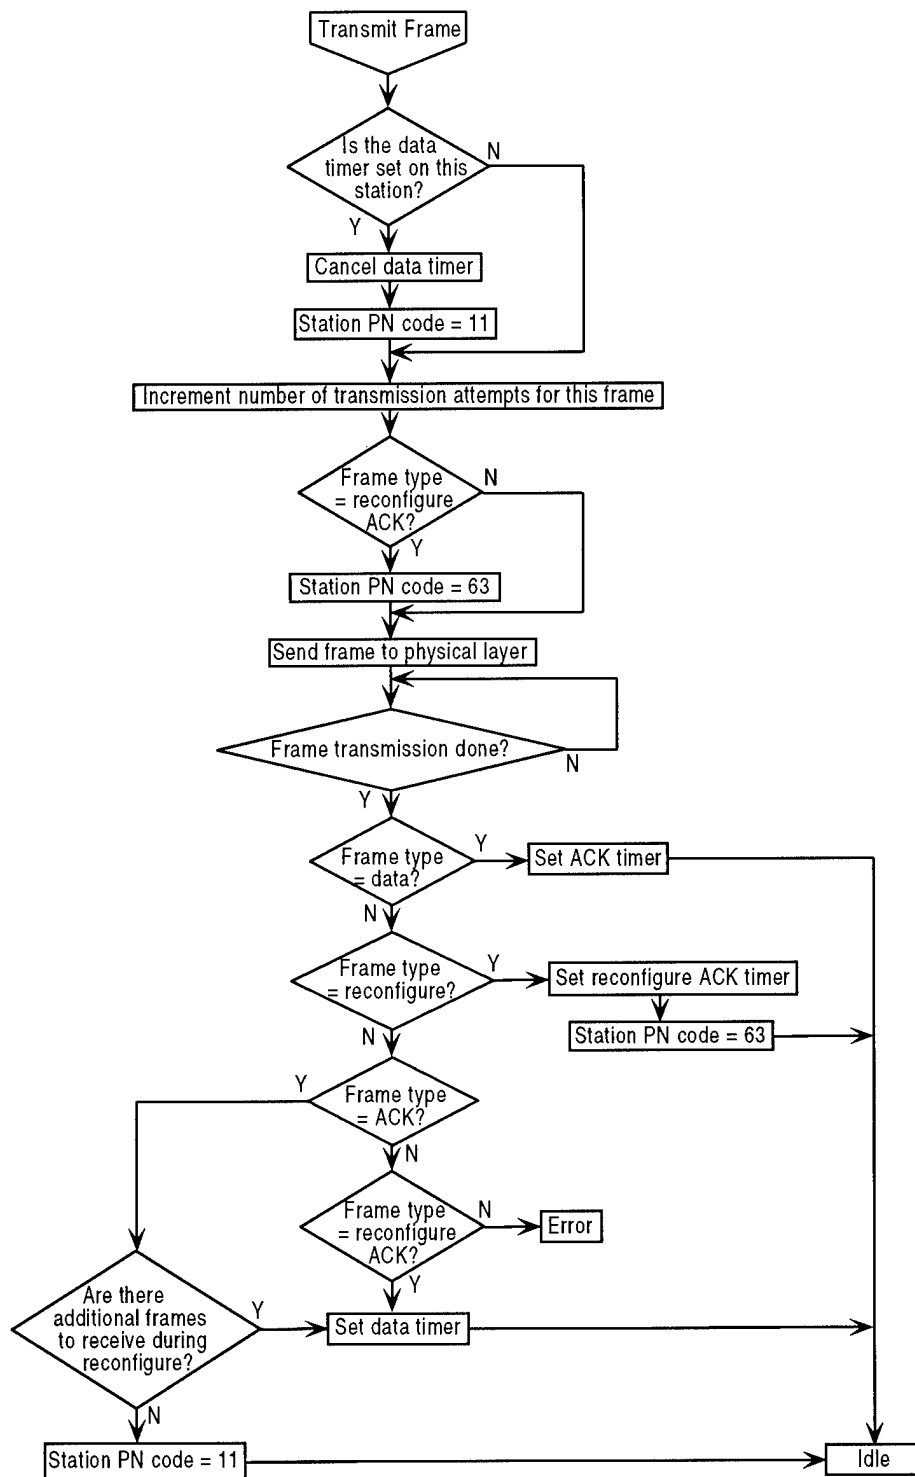 Transmit Frame
Is the data
timer set on this
station?
N
Y
Cancel data timer
Station PN code = 11
Increment number of transmission attempts for this frame
Frame type
= reconfigure
ACK?
N
Y
Station PN code = 63
Send frame to physical layer
Frame transmission done?
N
Y
Frame type
= data?
Y
Set ACK timer
N
Frame type
= reconfigure?
Y
Set reconfigure ACK timer
Station PN code = 63
N
Frame type
= ACK?
Y
N
Frame type
= reconfigure
ACK?
N
Error
Y
Are there
additional frames
to receive during
reconfigure?
Y
Set data timer
N
Station PN code = 11
Idle